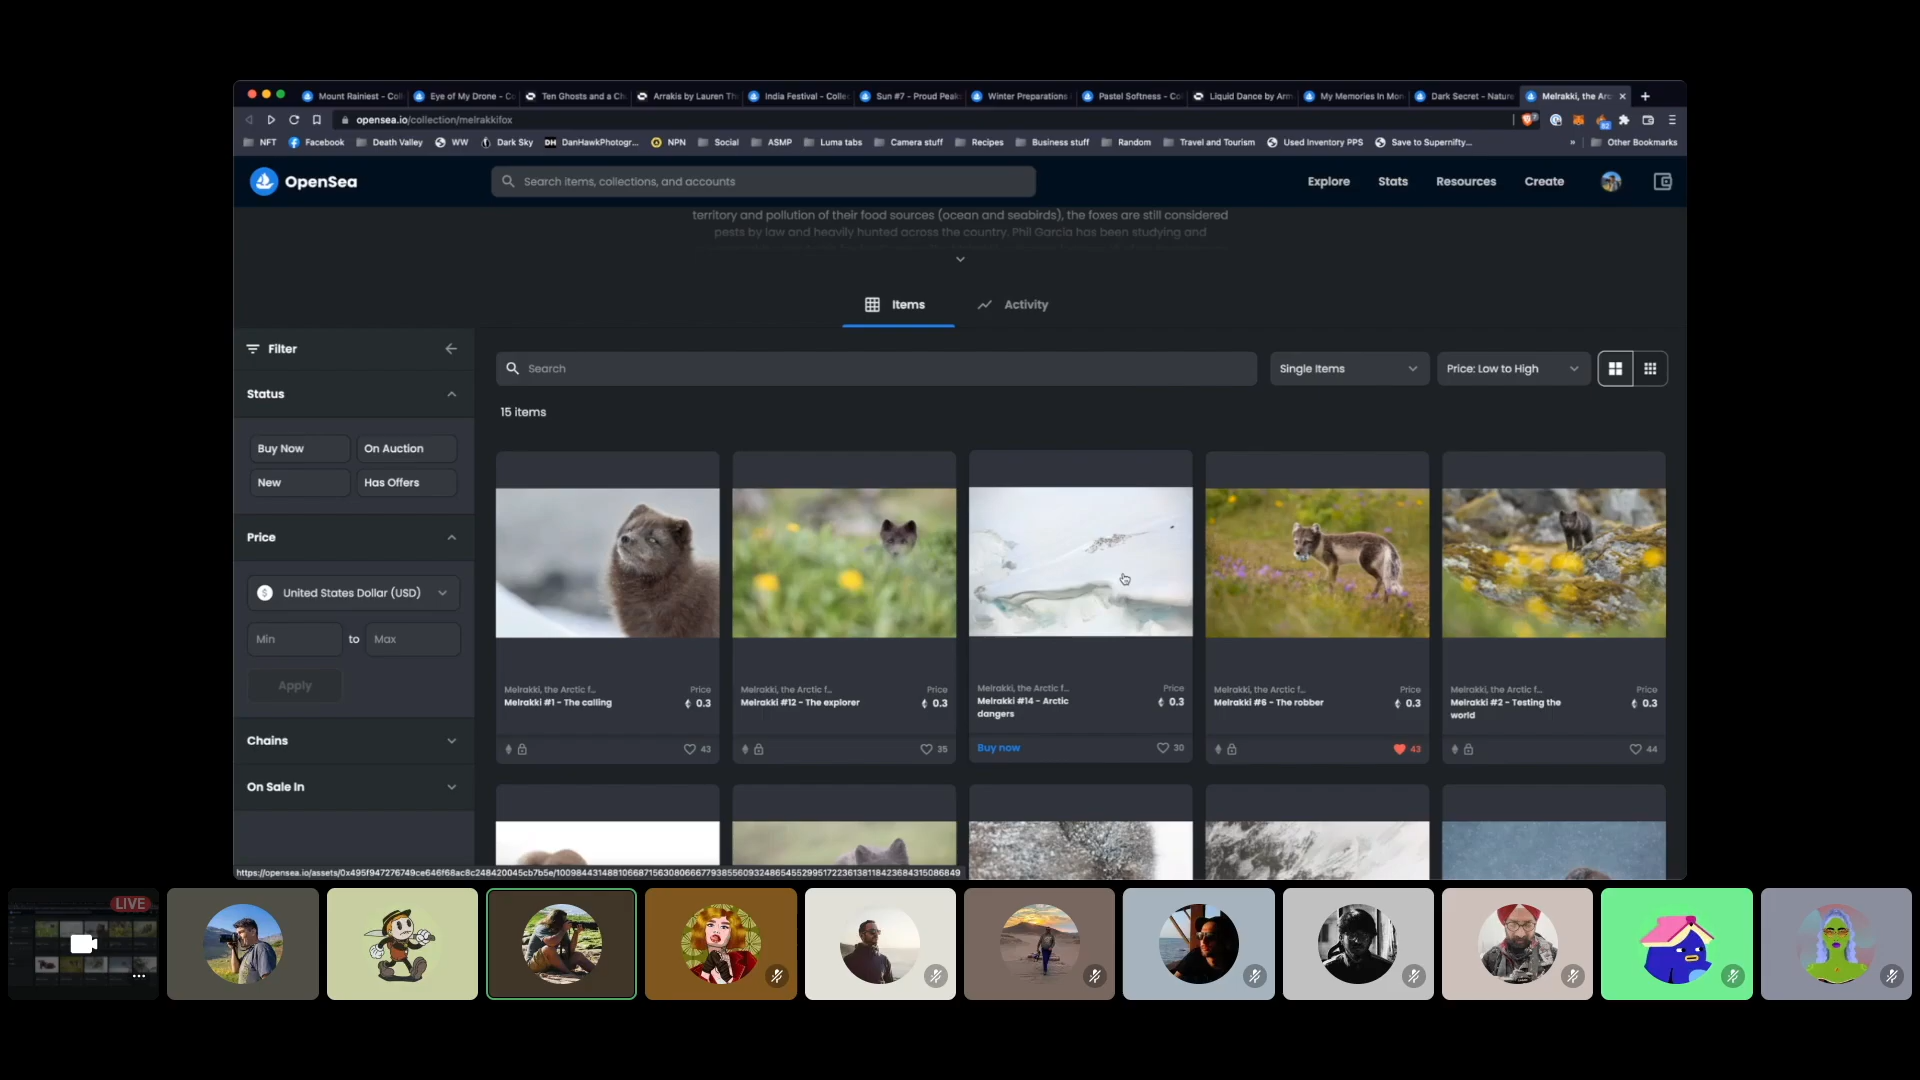 Mount Rainiest - Coll
Eye of My Drone - Co
Ten Ghosts and a Ch
Arrakis by Lauren Th
India Festival - Collec
Sun #7 - Proud Peak
Winter Preparations
Pastel Softness - Co
Liquid Dance by Arm
My Memories In Mon
Dark Secret - Nature
Melrakki, the Arc
opensea.io/collection/melrakkifox
NFT
Facebook
Death Valley
WW
Dark Sky
DH DanHawkPhotogr...
NPN
Social
ASMP
Luma tabs
Camera stuff
Recipes
Business stuff
Random
Travel and Tourism
Used Inventory PPS
Save to Supernifty...
»
Other Bookmarks
OpenSea
Search items, collections, and accounts
Explore
Stats
Resources
Create
territory and pollution of their food sources (ocean and seabirds), the foxes are still considered
pests by law and heavily hunted across the country. Phil Garcia has been studying and
Items
Activity
Filter
Search
Single Items
Price: Low to High
Status
15 items
Buy Now
On Auction
New
Has Offers
Price
United States Dollar (USD)
Min
to
Max
Apply
Chains
On Sale In
Melrakki, the Arctic f...
Price
Melrakki #1 - The calling
0.3
43
Melrakki, the Arctic f...
Price
Melrakki #12 - The explorer
0.3
35
Melrakki, the Arctic f...
Price
Melrakki #14 - Arctic
dangers
0.3
Buy now
30
Melrakki, the Arctic f...
Price
Melrakki #6 - The robber
0.3
43
Melrakki, the Arctic f...
Price
Melrakki #2 - Testing the
world
0.3
44
LIVE